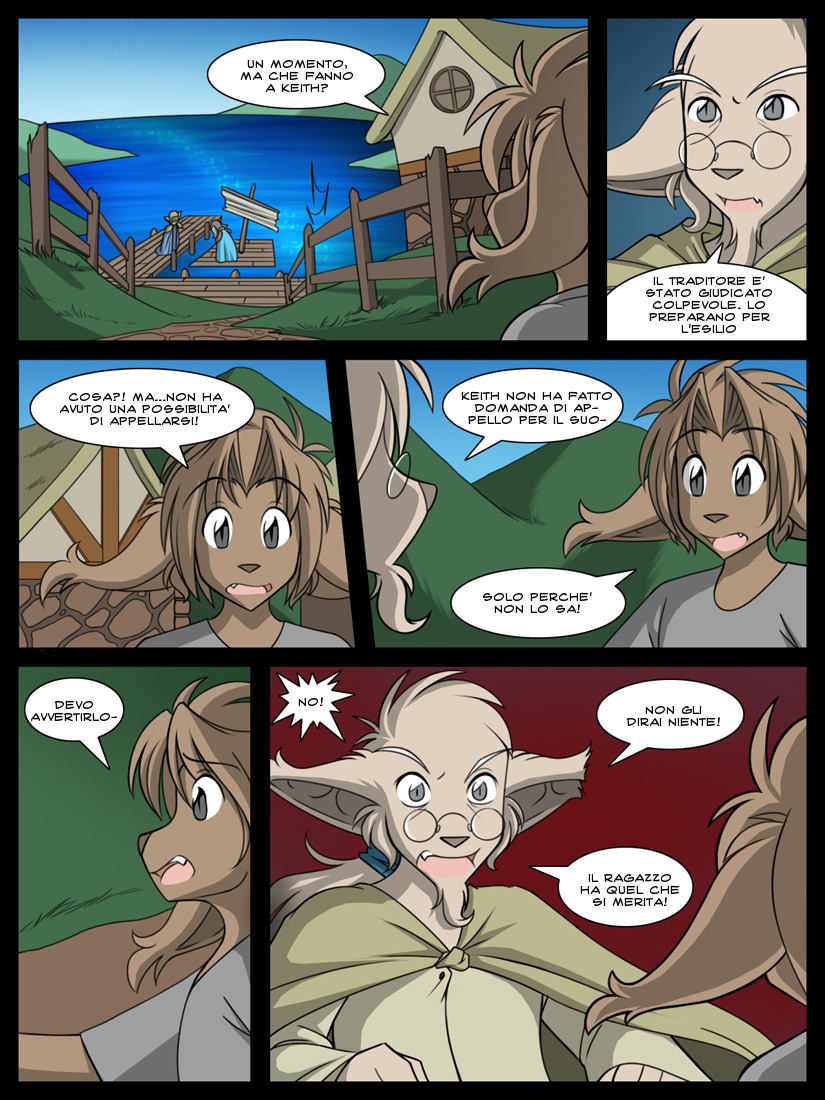 UN MOMENTO,
MA CHE FANNO
A KEITH?
IL TRADITORE E'
STATO GIUDICATO
COLPEVOLE. LO
PREPARANO PER
L'ESILIO
COSA?! MA...NON HA
AVUTO UNA POSSIBILITA'
DI APPELLARSI!
KEITH NON HA FATTO
DOMANDA DI AP-
PELLO PER IL SUO-
SOLO PERCHE'
NON LO SA!
DEVO
AVVERTIRLO-
NO!
NON GLI
DIRAI NIENTE!
IL RAGAZZO
HA QUEL CHE
SI MERITA!